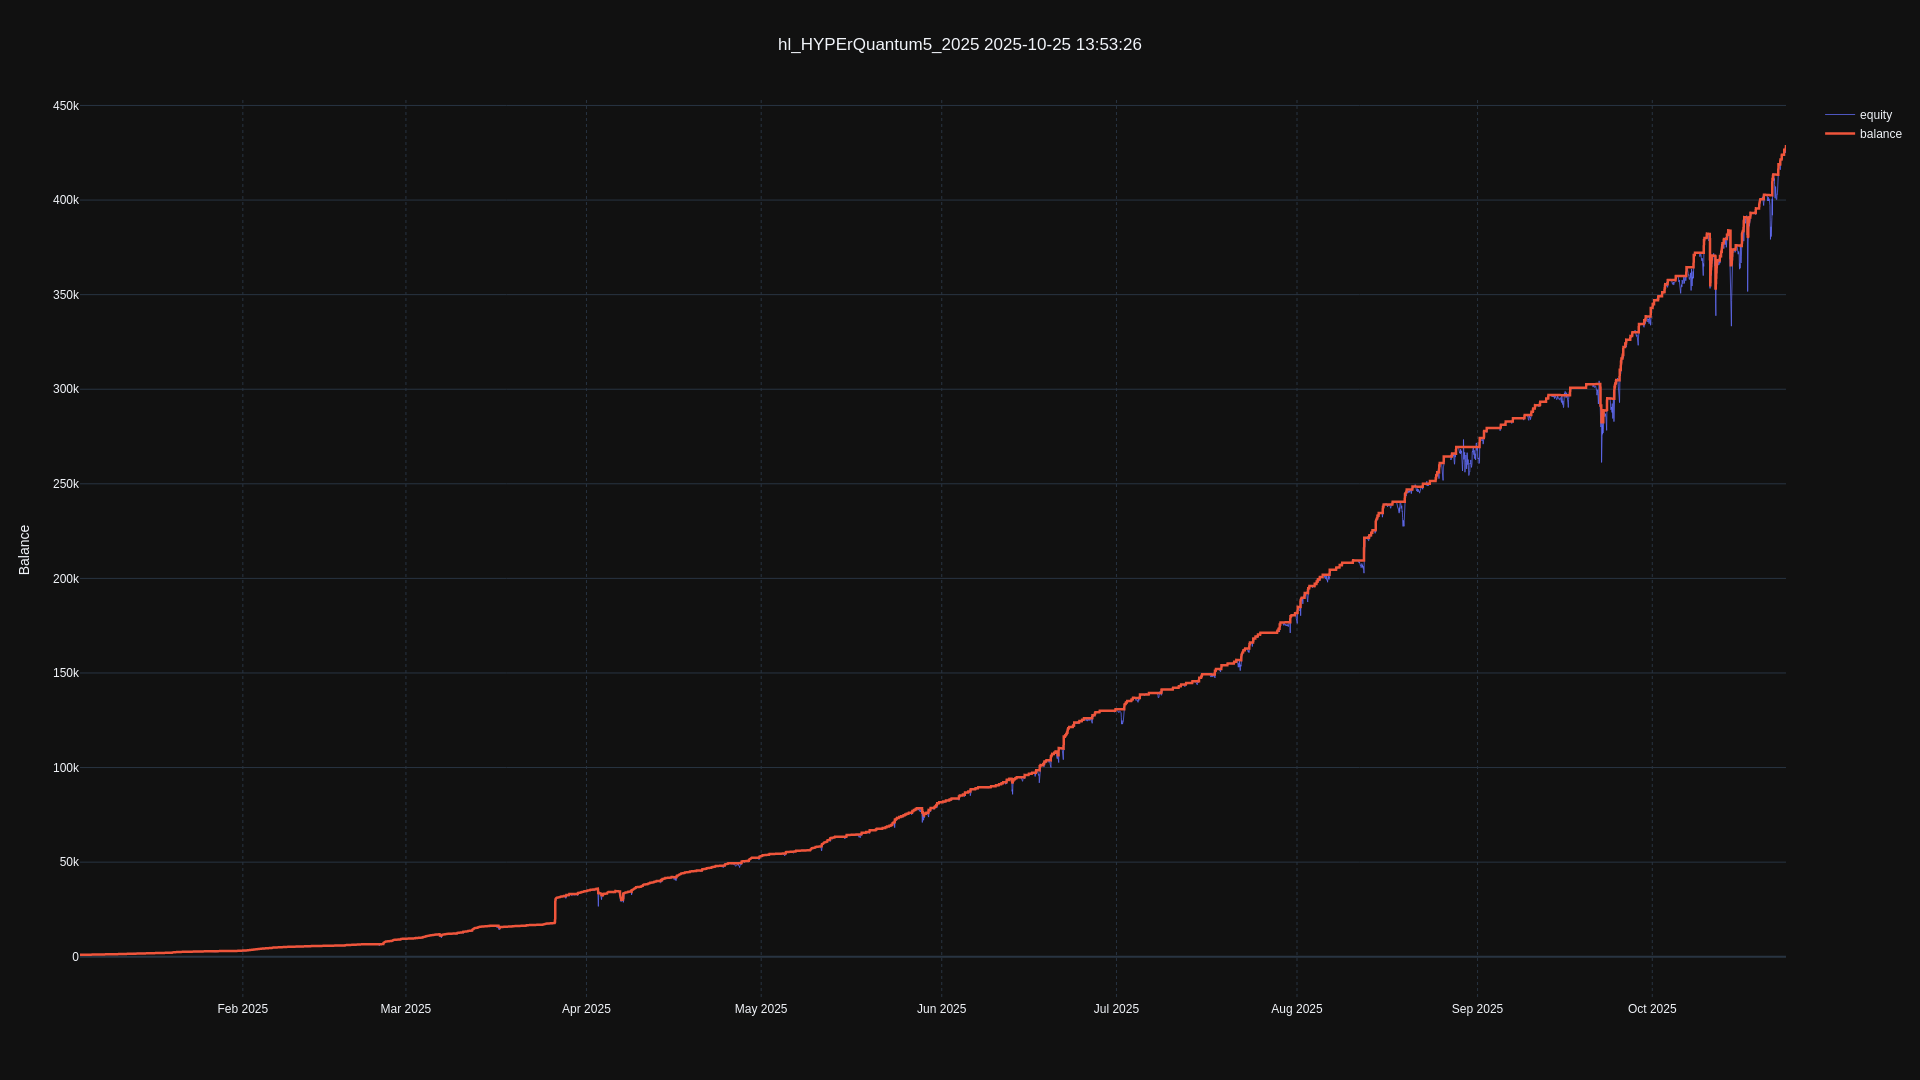 hl_HYPErQuantum5_2025 2025-10-25 13:53:26
equity
balance
Balance
450k
400k
350k
300k
250k
200k
150k
100k
50k
0
Feb 2025
Mar 2025
Apr 2025
May 2025
Jun 2025
Jul 2025
Aug 2025
Sep 2025
Oct 2025